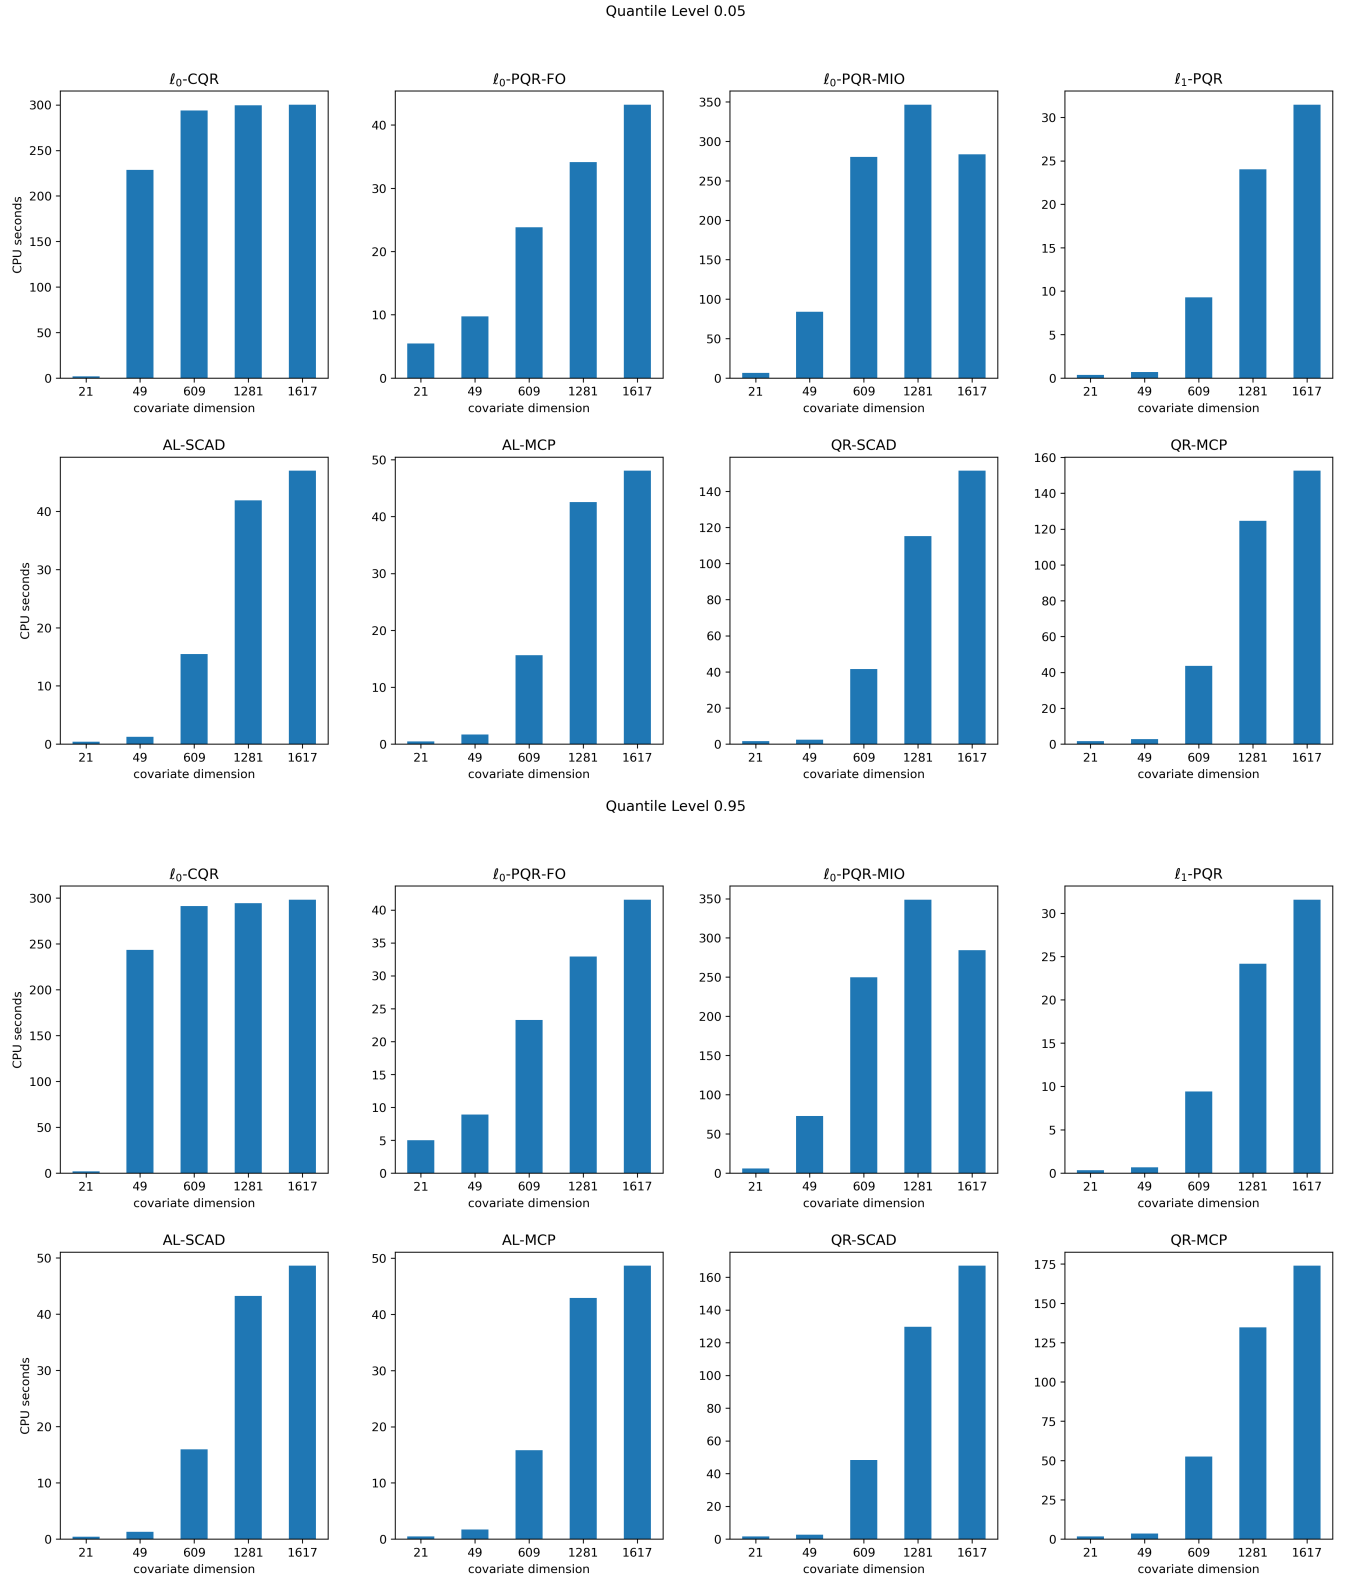 Quantile Level 0.05
ℓ0-CQR
ℓ0-PQR-FO
ℓ0-PQR-MIO
ℓ1-PQR
CPU seconds
300
250
200
150
100
50
0
21 49 609 1281 1617
covariate dimension
40
30
20
10
0
21 49 609 1281 1617
covariate dimension
350
300
250
200
150
100
50
0
21 49 609 1281 1617
covariate dimension
30
25
20
15
10
5
0
21 49 609 1281 1617
covariate dimension
AL-SCAD
AL-MCP
QR-SCAD
QR-MCP
CPU seconds
40
30
20
10
0
21 49 609 1281 1617
covariate dimension
50
40
30
20
10
0
21 49 609 1281 1617
covariate dimension
140
120
100
80
60
40
20
0
21 49 609 1281 1617
covariate dimension
160
140
120
100
80
60
40
20
0
21 49 609 1281 1617
covariate dimension
Quantile Level 0.95
ℓ0-CQR
ℓ0-PQR-FO
ℓ0-PQR-MIO
ℓ1-PQR
CPU seconds
300
250
200
150
100
50
0
21 49 609 1281 1617
covariate dimension
40
35
30
25
20
15
10
5
0
21 49 609 1281 1617
covariate dimension
350
300
250
200
150
100
50
0
21 49 609 1281 1617
covariate dimension
30
25
20
15
10
5
0
21 49 609 1281 1617
covariate dimension
AL-SCAD
AL-MCP
QR-SCAD
QR-MCP
CPU seconds
50
40
30
20
10
0
21 49 609 1281 1617
covariate dimension
50
40
30
20
10
0
21 49 609 1281 1617
covariate dimension
160
140
120
100
80
60
40
20
0
21 49 609 1281 1617
covariate dimension
175
150
125
100
75
50
25
0
21 49 609 1281 1617
covariate dimension